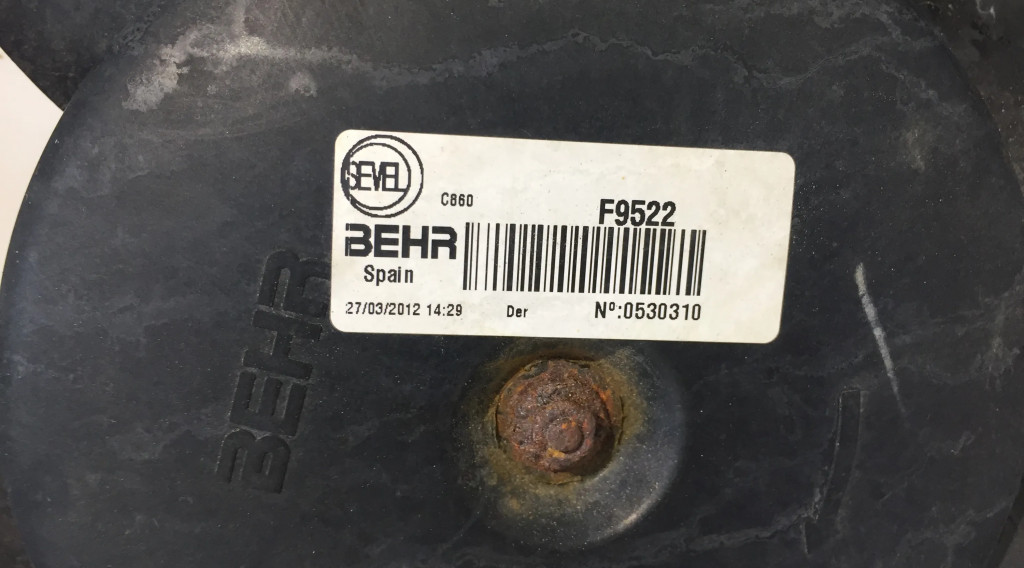 SEVEL
C860
F9522
BEHR
Spain
27/03/2012 14:29 Der Nº:0530310
BEHR